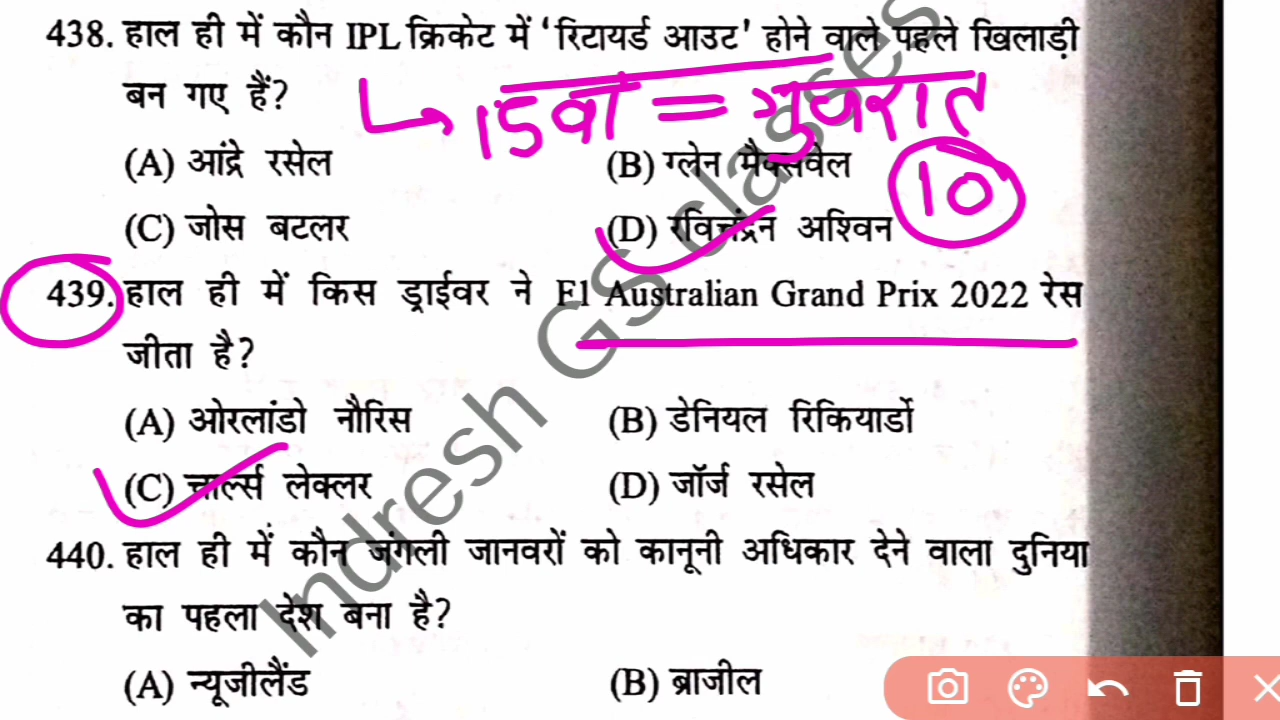 438. हाल ही में कौन IPL क्रिकेट में ‘रिटायर्ड आउट’ होने वाले पहले खिलाड़ी
बन गए हैं?
15वा = गुजरात
(A) आंद्रे रसेल (B) ग्लेन मैक्सवेल
10
(C) जोस बटलर (D) रविचंद्रन अश्विन
439. हाल ही में किस ड्राईवर ने F1 Australian Grand Prix 2022 रेस
जीता है?
(A) ओरलांडो नौरिस (B) डेनियल रिकियार्डो
(C) चार्ल्स लेक्लर (D) जॉर्ज रसेल
440. हाल ही में कौन जंगली जानवरों को कानूनी अधिकार देने वाला दुनिया
का पहला देश बना है?
(A) न्यूजीलैंड (B) ब्राजील
Indresh GS classes